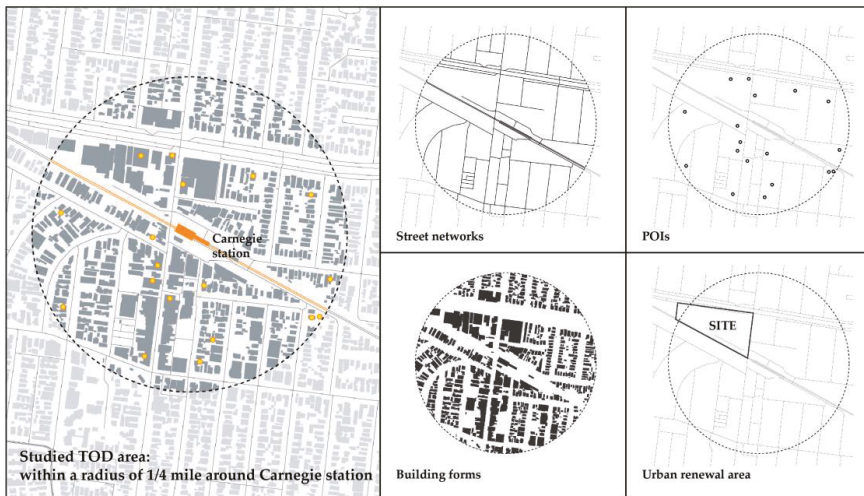 Carnegie
station
Studied TOD area:
within a radius of 1/4 mile around Carnegie station
Street networks
POIs
Building forms
SITE
Urban renewal area